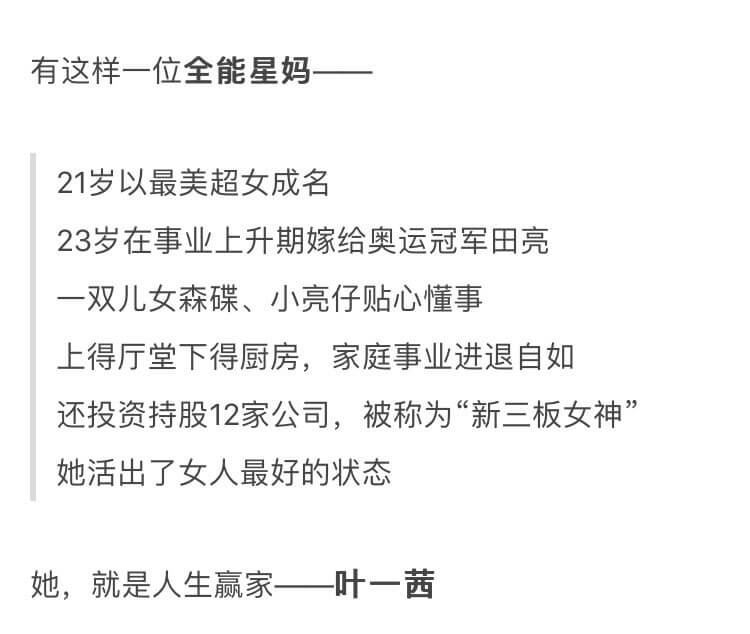 有这样一位全能星妈——
21岁以最美超女成名
23岁在事业上升期嫁给奥运冠军田亮
一双儿女森碟、小亮仔贴心懂事
上得厅堂下得厨房，家庭事业进退自如
还投资持股12家公司，被称为“新三板女神”
她活出了女人最好的状态
她，就是人生赢家——叶一茜